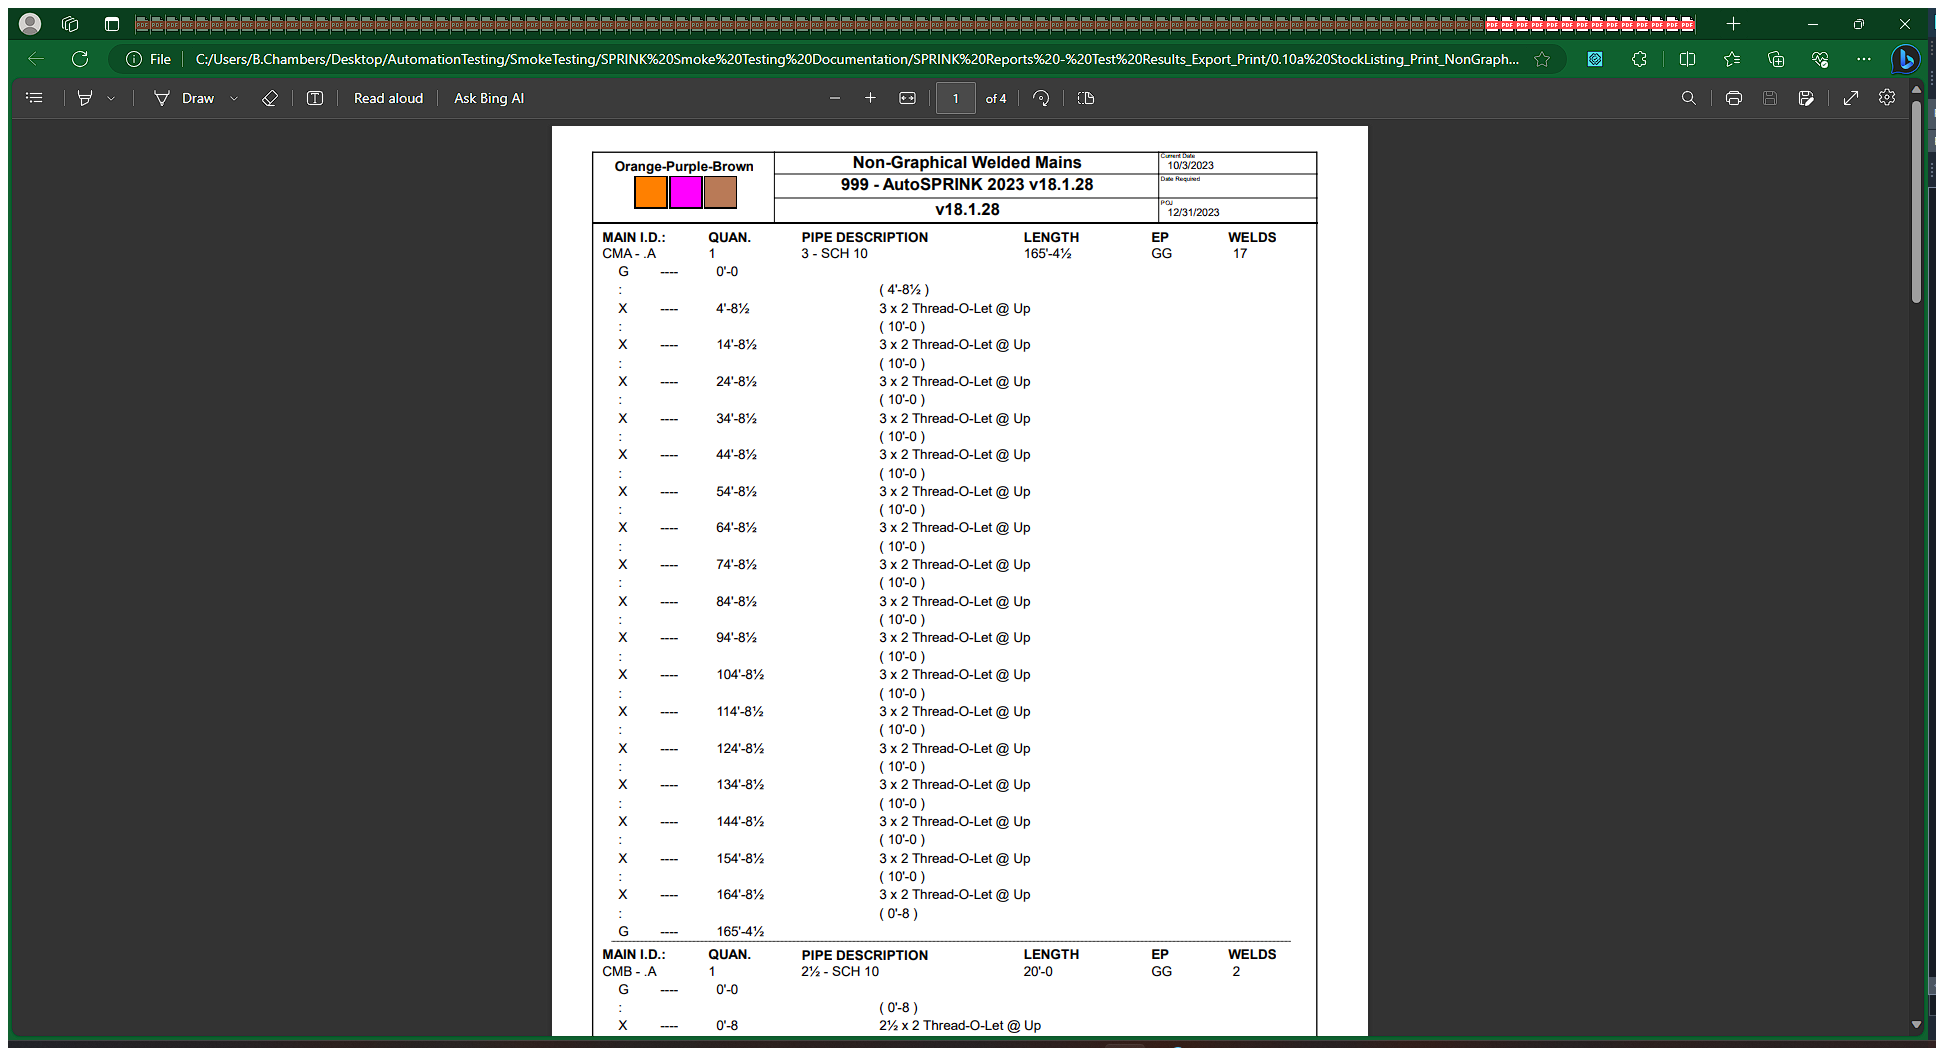 File C:/Users/B.Chambers/Desktop/AutomationTesting/SmokeTesting/SPRINK%20Smoke%20Testing%20Documentation/SPRINK%20Reports%20-%20Test%20Results_Export_Print/0.10a%20StockListing_Print_NonGraph...
Draw Read aloud Ask Bing AI 1 of 4
Orange-Purple-Brown
Non-Graphical Welded Mains
999 - AutoSPRINK 2023 v18.1.28
v18.1.28
Current Date
10/3/2023
Date Required
POJ
12/31/2023
MAIN I.D.: QUAN. PIPE DESCRIPTION LENGTH EP WELDS
CMA - .A 1 3 - SCH 10 165'-4½ GG 17
G ---- 0'-0
: ( 4'-8½ )
X ---- 4'-8½ 3 x 2 Thread-O-Let @ Up
: ( 10'-0 )
X ---- 14'-8½ 3 x 2 Thread-O-Let @ Up
: ( 10'-0 )
X ---- 24'-8½ 3 x 2 Thread-O-Let @ Up
: ( 10'-0 )
X ---- 34'-8½ 3 x 2 Thread-O-Let @ Up
: ( 10'-0 )
X ---- 44'-8½ 3 x 2 Thread-O-Let @ Up
: ( 10'-0 )
X ---- 54'-8½ 3 x 2 Thread-O-Let @ Up
: ( 10'-0 )
X ---- 64'-8½ 3 x 2 Thread-O-Let @ Up
: ( 10'-0 )
X ---- 74'-8½ 3 x 2 Thread-O-Let @ Up
: ( 10'-0 )
X ---- 84'-8½ 3 x 2 Thread-O-Let @ Up
: ( 10'-0 )
X ---- 94'-8½ 3 x 2 Thread-O-Let @ Up
: ( 10'-0 )
X ---- 104'-8½ 3 x 2 Thread-O-Let @ Up
: ( 10'-0 )
X ---- 114'-8½ 3 x 2 Thread-O-Let @ Up
: ( 10'-0 )
X ---- 124'-8½ 3 x 2 Thread-O-Let @ Up
: ( 10'-0 )
X ---- 134'-8½ 3 x 2 Thread-O-Let @ Up
: ( 10'-0 )
X ---- 144'-8½ 3 x 2 Thread-O-Let @ Up
: ( 10'-0 )
X ---- 154'-8½ 3 x 2 Thread-O-Let @ Up
: ( 10'-0 )
X ---- 164'-8½ 3 x 2 Thread-O-Let @ Up
: ( 0'-8 )
G ---- 165'-4½
MAIN I.D.: QUAN. PIPE DESCRIPTION LENGTH EP WELDS
CMB - .A 1 2½ - SCH 10 20'-0 GG 2
G ---- 0'-0
: ( 0'-8 )
X ---- 0'-8 2½ x 2 Thread-O-Let @ Up